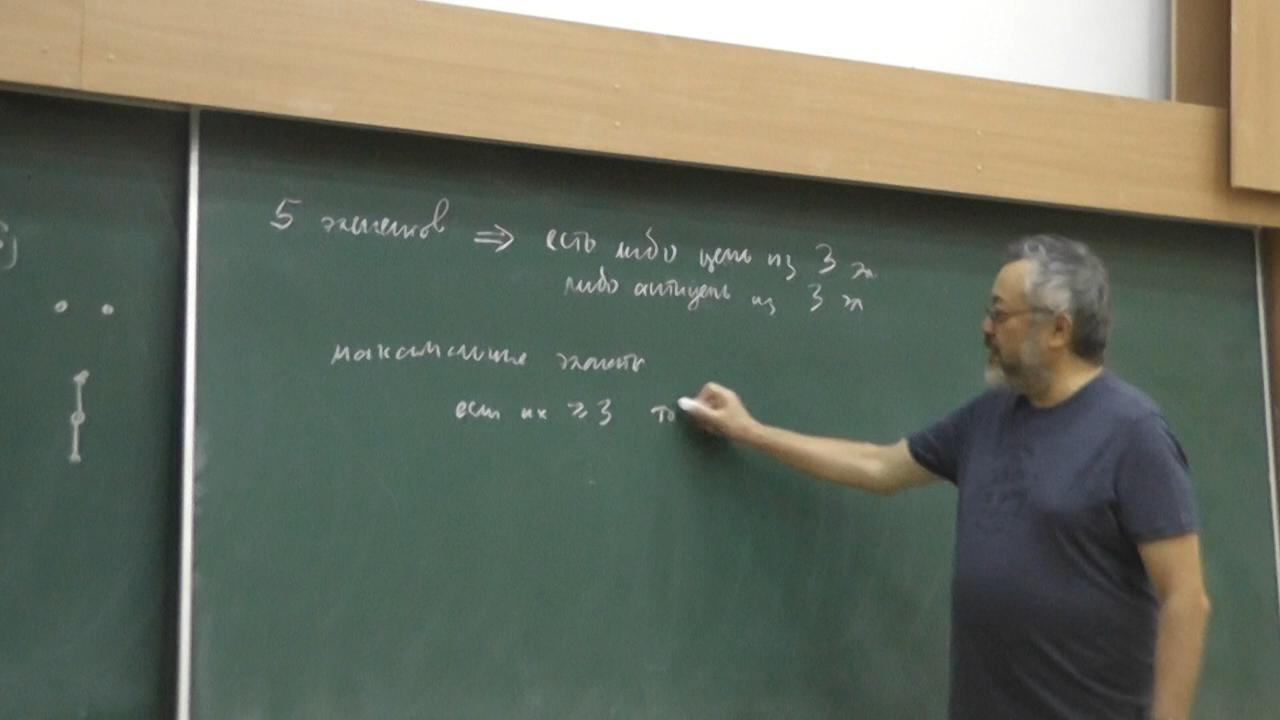 5 элементов ⇒ есть либо цепь из 3 эл.
либо антицепь из 3 эл
максимальные элементы
если их ≥ 3 то